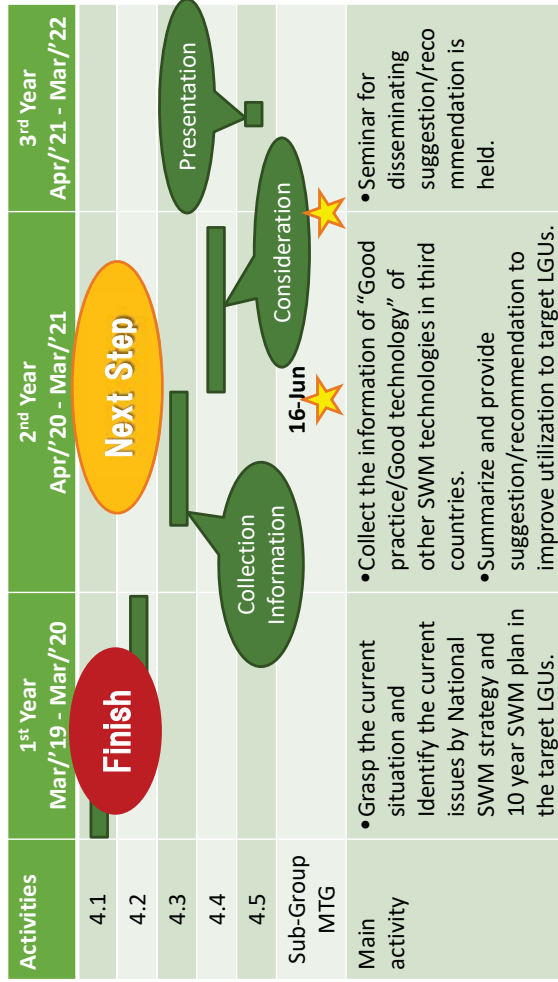 Activities
1st Year
Mar/'19 - Mar/'20
2nd Year
Apr/'20 - Mar/'21
3rd Year
Apr/'21 - Mar/'22
4.1
4.2
4.3
4.4
4.5
Finish
Next Step
Collection
Information
Consideration
Presentation
Sub-Group
MTG
16-Jun
Main
activity
•Grasp the current
situation and
Identify the current
issues by National
SWM strategy and
10 year SWM plan in
the target LGUs.
•Collect the information of “Good
practice/Good technology” of
other SWM technologies in third
countries.
•Summarize and provide
suggestion/recommendation to
improve utilization to target LGUs.
•Seminar for
disseminating
suggestion/reco
mmendation is
held.